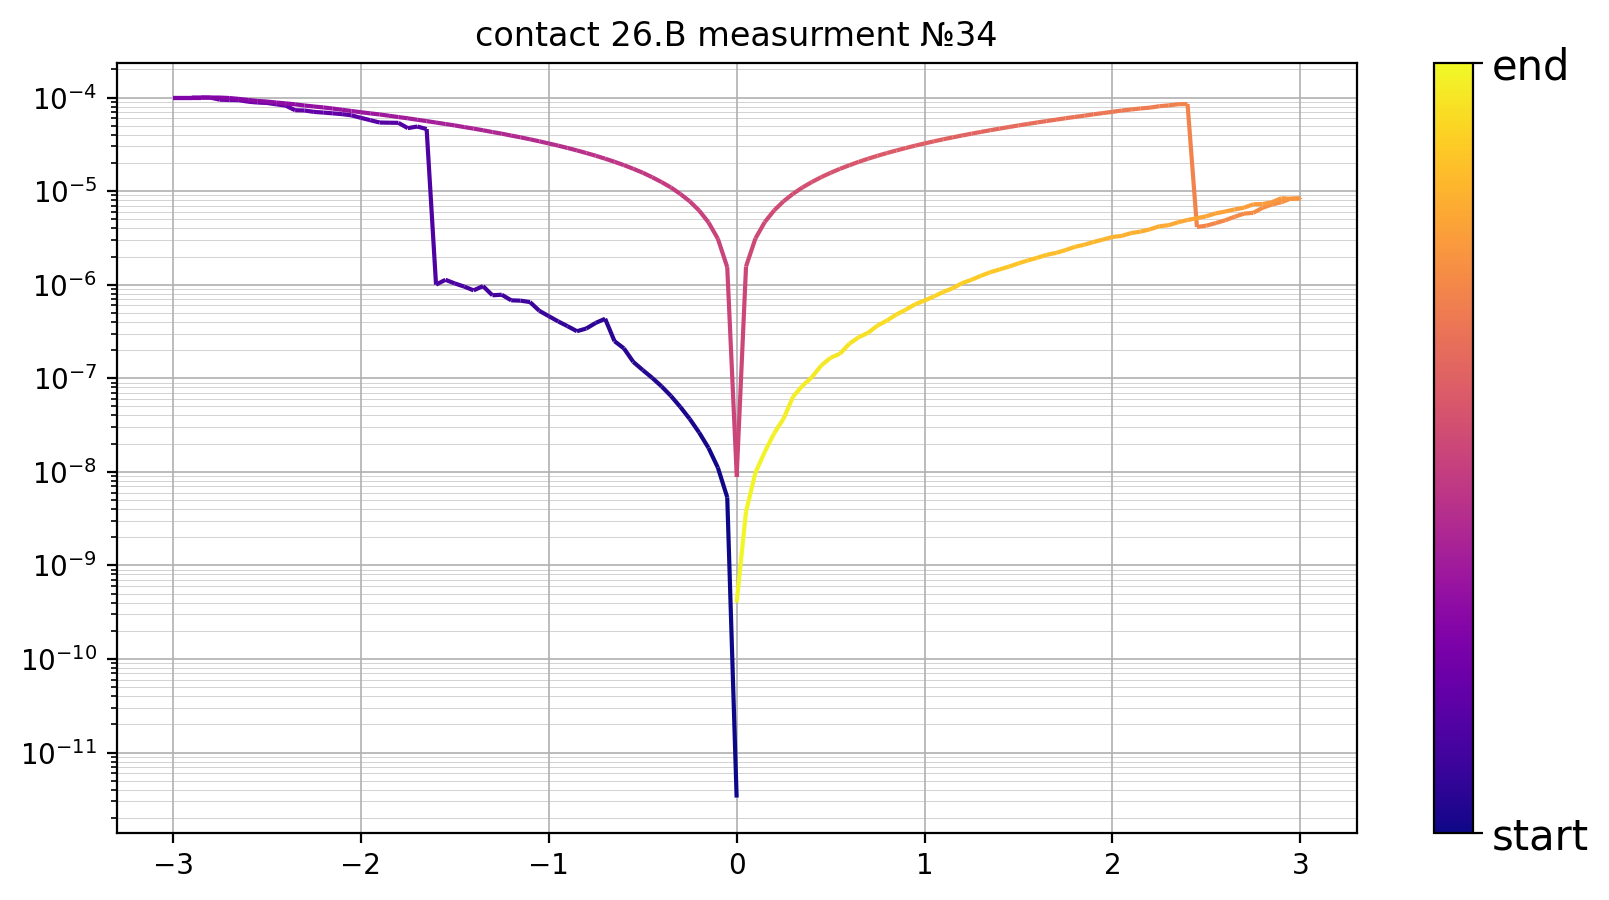 contact 26.B measurment №34
10⁻⁴
10⁻⁵
10⁻⁶
10⁻⁷
10⁻⁸
10⁻⁹
10⁻¹⁰
10⁻¹¹
−3 −2 −1 0 1 2 3
end
start